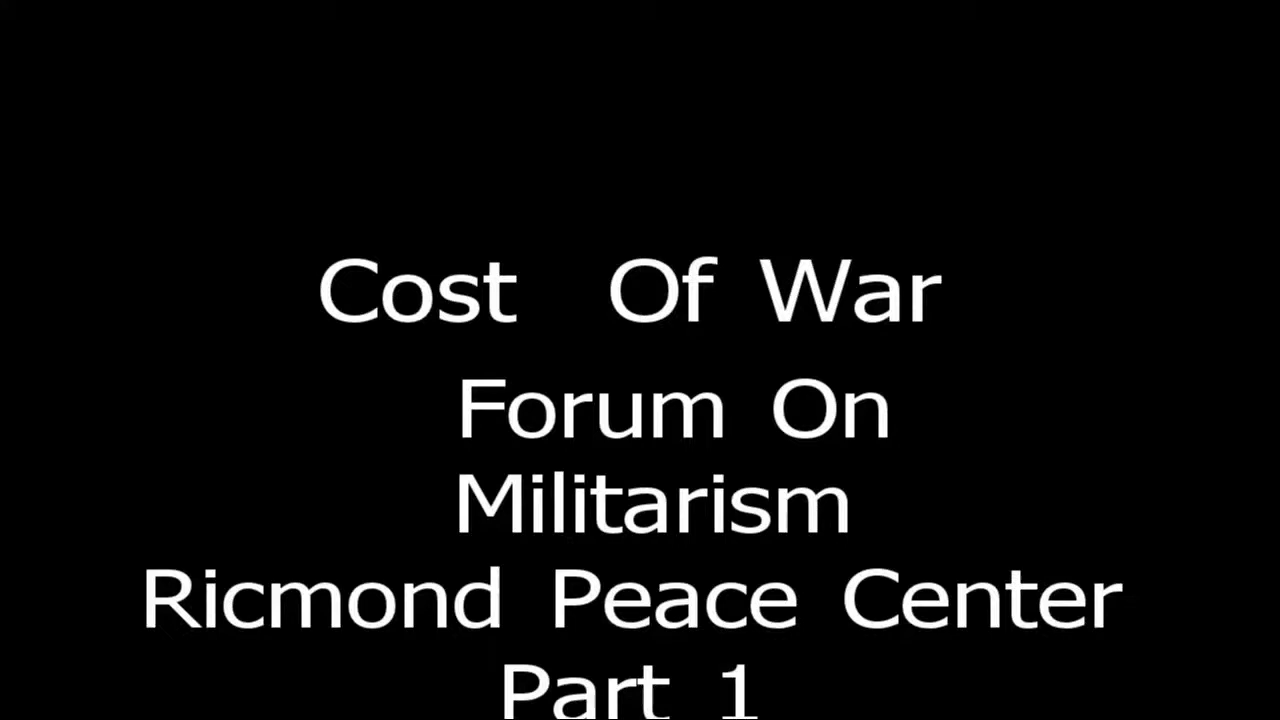 Cost Of War
Forum On
Militarism
Ricmond Peace Center
Part 1